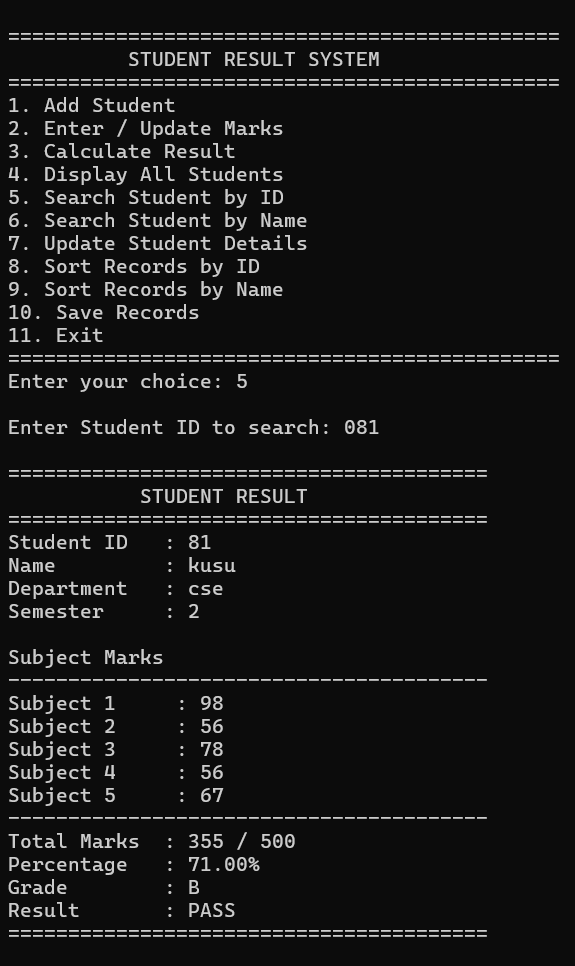 ==============================================
          STUDENT RESULT SYSTEM
==============================================
1. Add Student
2. Enter / Update Marks
3. Calculate Result
4. Display All Students
5. Search Student by ID
6. Search Student by Name
7. Update Student Details
8. Sort Records by ID
9. Sort Records by Name
10. Save Records
11. Exit
==============================================
Enter your choice: 5

Enter Student ID to search: 081

========================================
           STUDENT RESULT
========================================
Student ID   : 81
Name         : kusu
Department   : cse
Semester     : 2

Subject Marks
----------------------------------------
Subject 1     : 98
Subject 2     : 56
Subject 3     : 78
Subject 4     : 56
Subject 5     : 67
----------------------------------------
Total Marks  : 355 / 500
Percentage   : 71.00%
Grade        : B
Result       : PASS
========================================